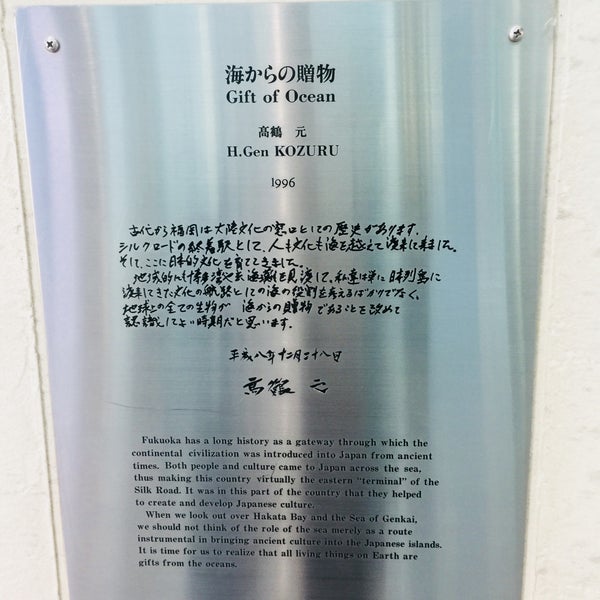 海からの贈物
Gift of Ocean
髙鶴 元
H.Gen KOZURU
1996
古代から福岡は大陸文化の窓口としての歴史があります。
シルクロードの終着駅として、人も文化も海を越えて渡来して来ました。
そして、ここに日本的文化を育ててきました。
地域的にも博多湾や玄海灘を見渡して、私達は単に日本列島に
渡来してきた文化の航路としての海の役割を考えるばかりでなく、
地球上の全ての生物が 海からの贈物 であることを改めて
認識してよい時期だと思います。
平成八年十二月二十八日
髙鶴 元
Fukuoka has a long history as a gateway through which the
continental civilization was introduced into Japan from ancient
times. Both people and culture came to Japan across the sea,
thus making this country virtually the eastern “terminal” of the
Silk Road. It was in this part of the country that they helped
to create and develop Japanese culture.
When we look out over Hakata Bay and the Sea of Genkai,
we should not think of the role of the sea merely as a route
instrumental in bringing ancient culture into the Japanese islands.
It is time for us to realize that all living things on Earth are
gifts from the oceans.